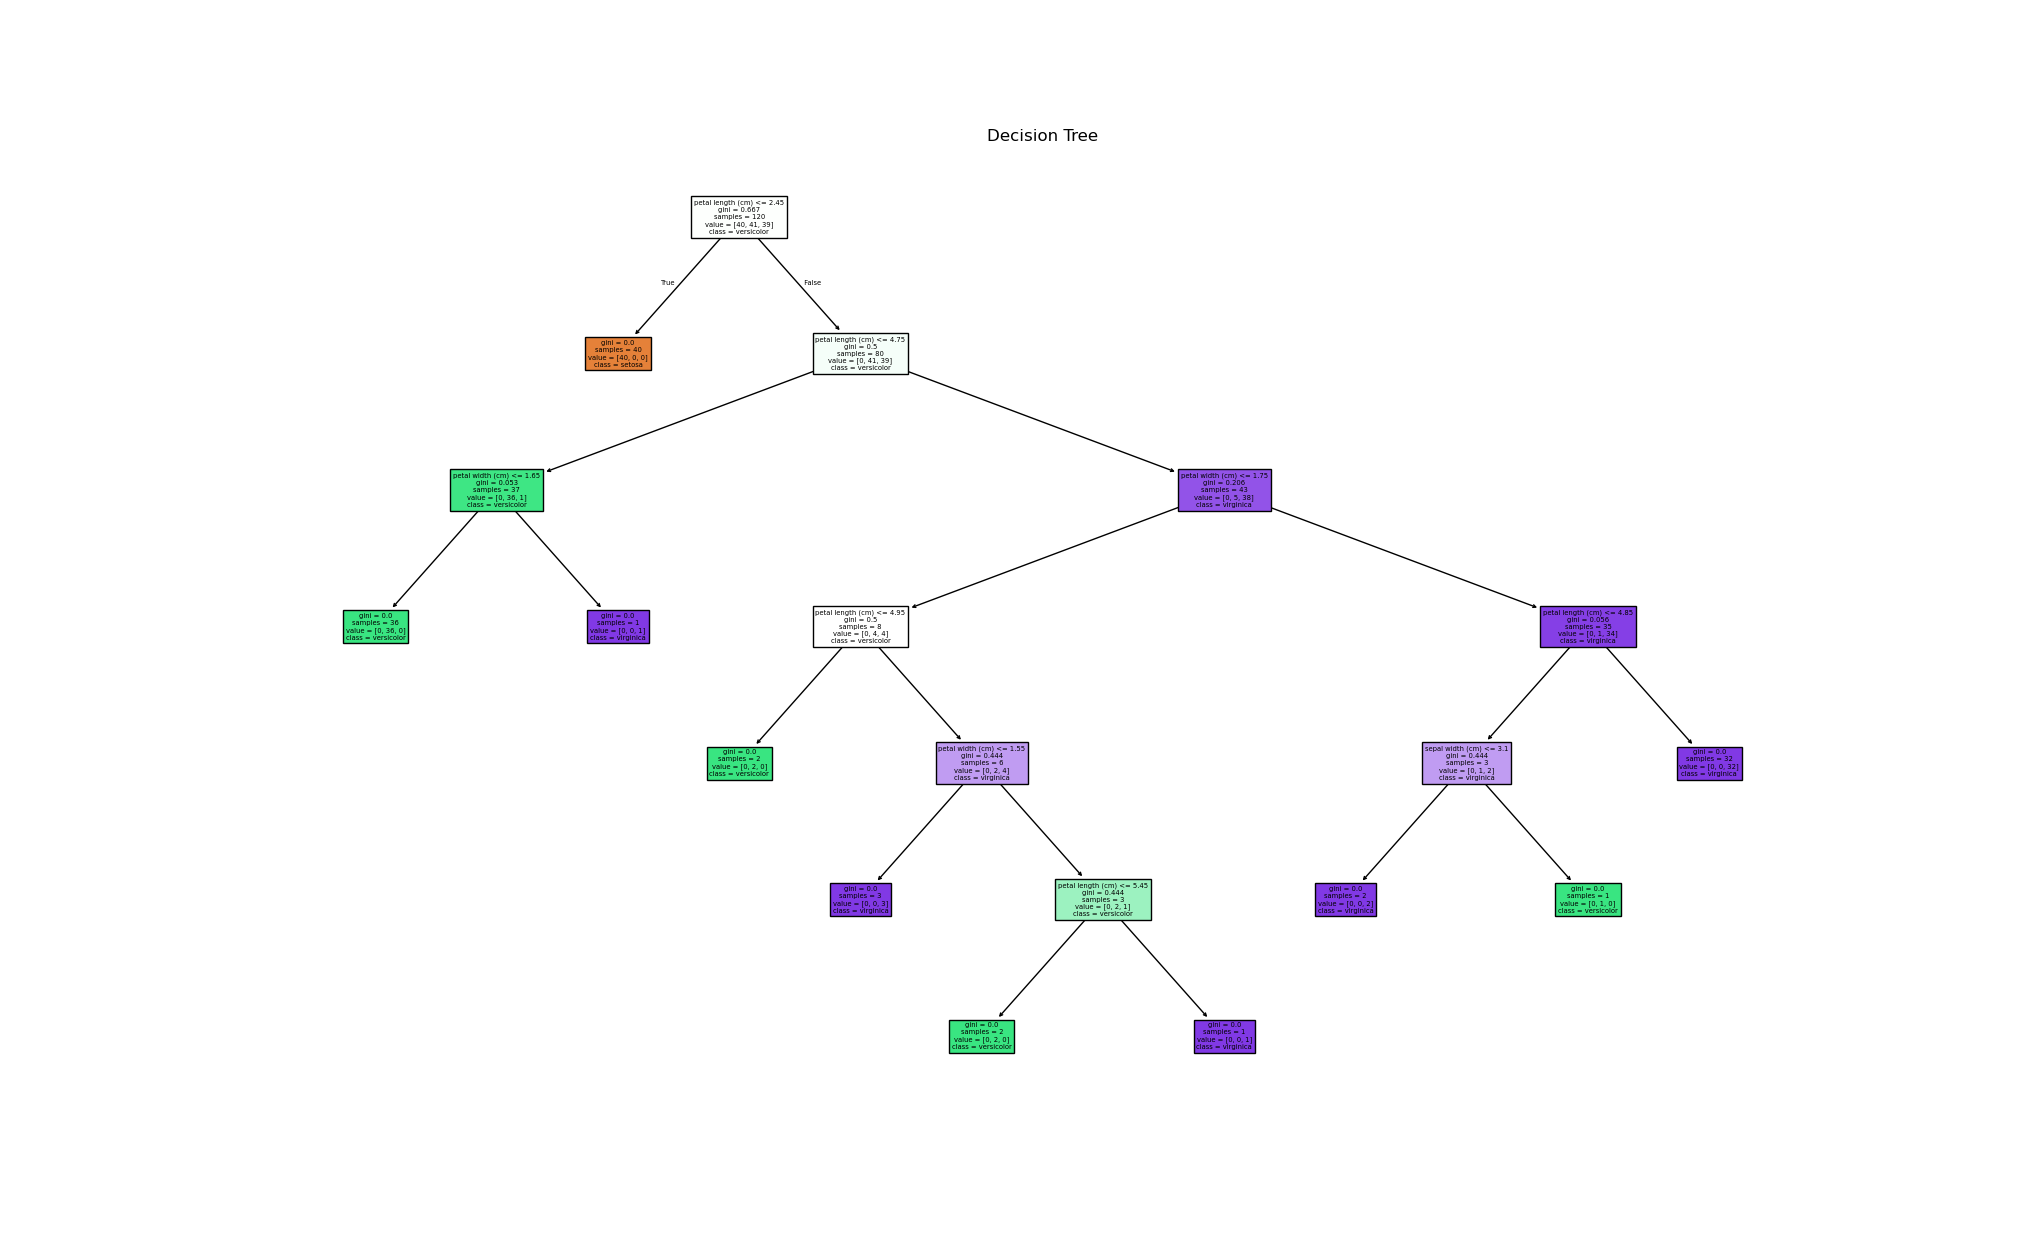 Decision Tree
petal length (cm) <= 2.45
gini = 0.667
samples = 120
value = [40, 41, 39]
class = versicolor
True
False
gini = 0.0
samples = 40
value = [40, 0, 0]
class = setosa
petal length (cm) <= 4.75
gini = 0.5
samples = 80
value = [0, 41, 39]
class = versicolor
petal width (cm) <= 1.65
gini = 0.053
samples = 37
value = [0, 36, 1]
class = versicolor
petal width (cm) <= 1.75
gini = 0.206
samples = 43
value = [0, 5, 38]
class = virginica
gini = 0.0
samples = 36
value = [0, 36, 0]
class = versicolor
gini = 0.0
samples = 1
value = [0, 0, 1]
class = virginica
petal length (cm) <= 4.95
gini = 0.5
samples = 8
value = [0, 4, 4]
class = versicolor
petal length (cm) <= 4.85
gini = 0.056
samples = 35
value = [0, 1, 34]
class = virginica
gini = 0.0
samples = 2
value = [0, 2, 0]
class = versicolor
petal width (cm) <= 1.55
gini = 0.444
samples = 6
value = [0, 2, 4]
class = virginica
sepal width (cm) <= 3.1
gini = 0.444
samples = 3
value = [0, 1, 2]
class = virginica
gini = 0.0
samples = 32
value = [0, 0, 32]
class = virginica
gini = 0.0
samples = 3
value = [0, 0, 3]
class = virginica
petal length (cm) <= 5.45
gini = 0.444
samples = 3
value = [0, 2, 1]
class = versicolor
gini = 0.0
samples = 2
value = [0, 0, 2]
class = virginica
gini = 0.0
samples = 1
value = [0, 1, 0]
class = versicolor
gini = 0.0
samples = 2
value = [0, 2, 0]
class = versicolor
gini = 0.0
samples = 1
value = [0, 0, 1]
class = virginica